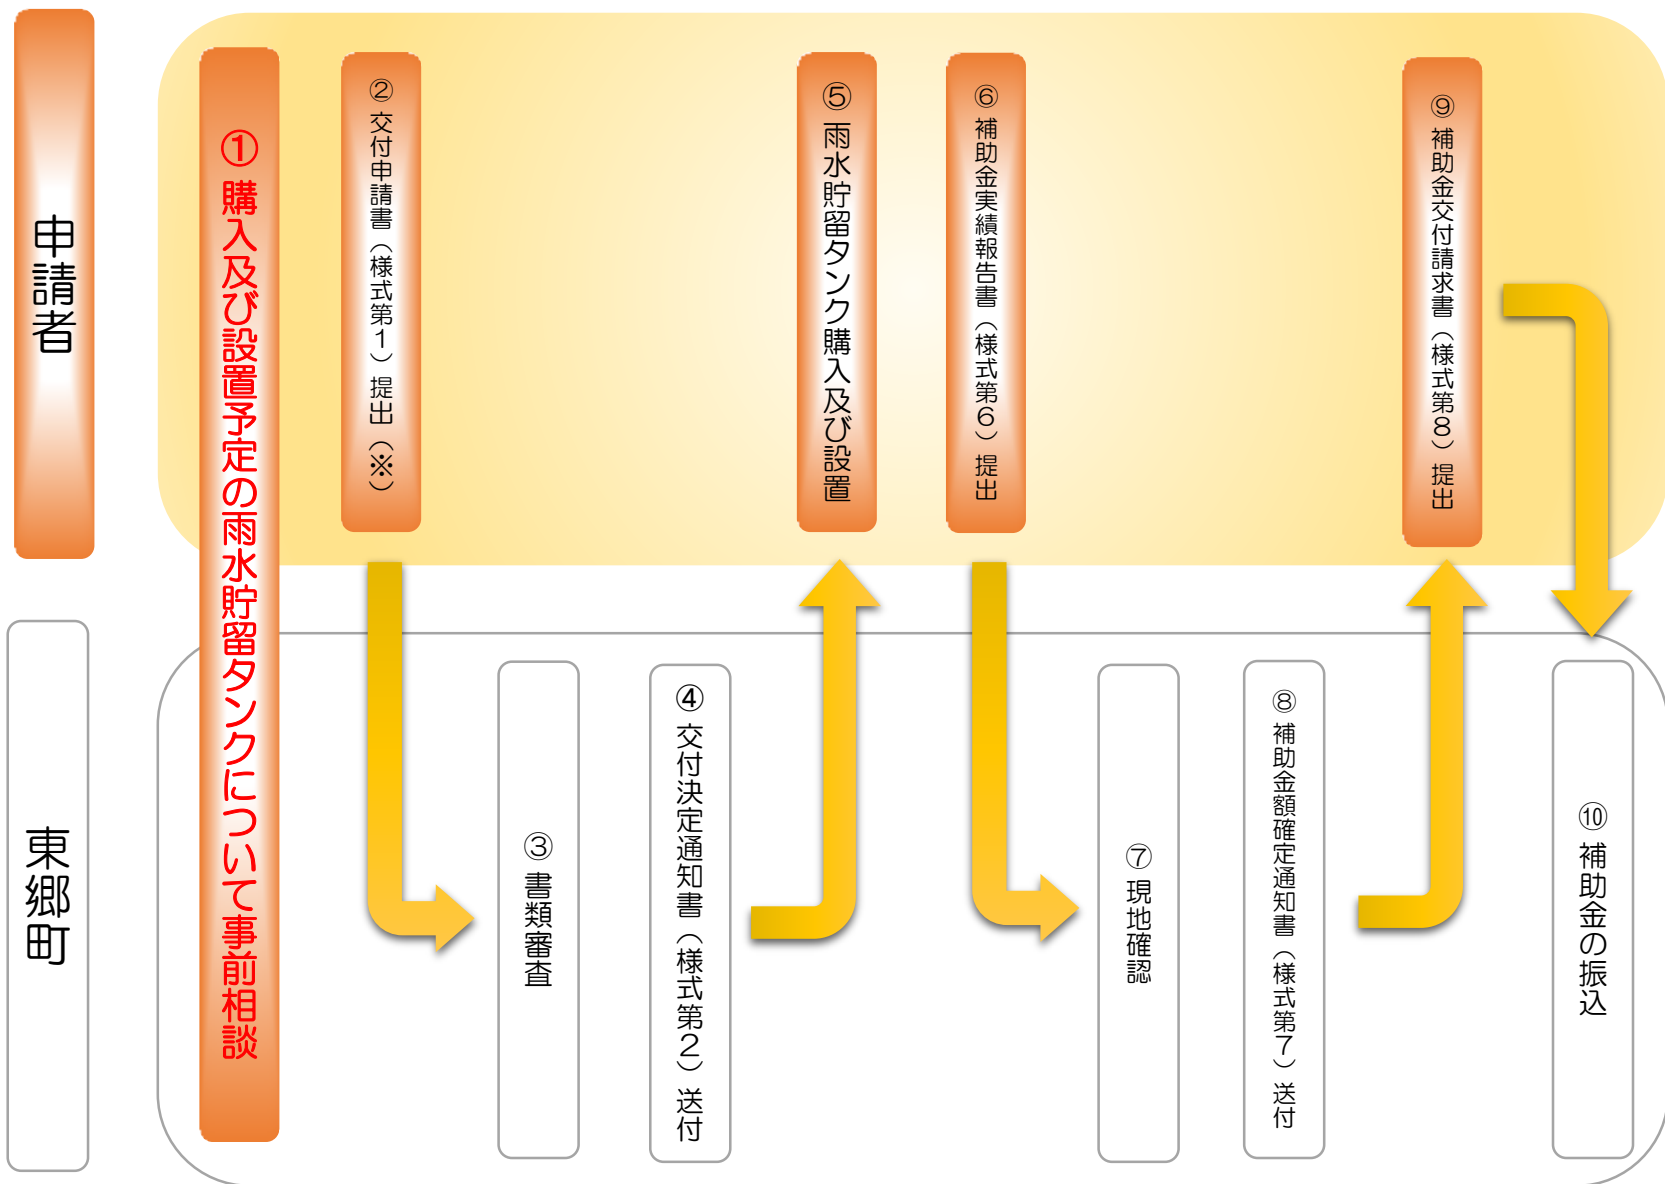 申請者
① 購入及び設置予定の雨水貯留タンクについて事前相談
② 交付申請書（様式第１）提出（※）
③ 書類審査
④ 交付決定通知書（様式第２）送付
⑤ 雨水貯留タンク購入及び設置
⑥ 補助金実績報告書（様式第６）提出
⑦ 現地確認
⑧ 補助金額確定通知書（様式第７）送付
⑨ 補助金交付請求書（様式第８）提出
⑩ 補助金の振込
東郷町